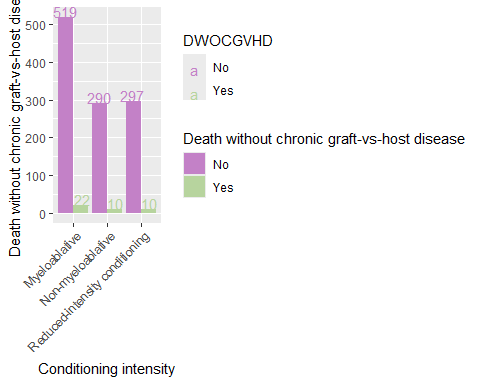 Death without chronic graft-vs-host dise
500
400
300
200
100
0
519
22
290
10
297
10
Myeloablative
Non-myeloablative
Reduced-intensity conditioning
Conditioning intensity
DWOCGVHD
a No
a Yes
Death without chronic graft-vs-host disease
No
Yes